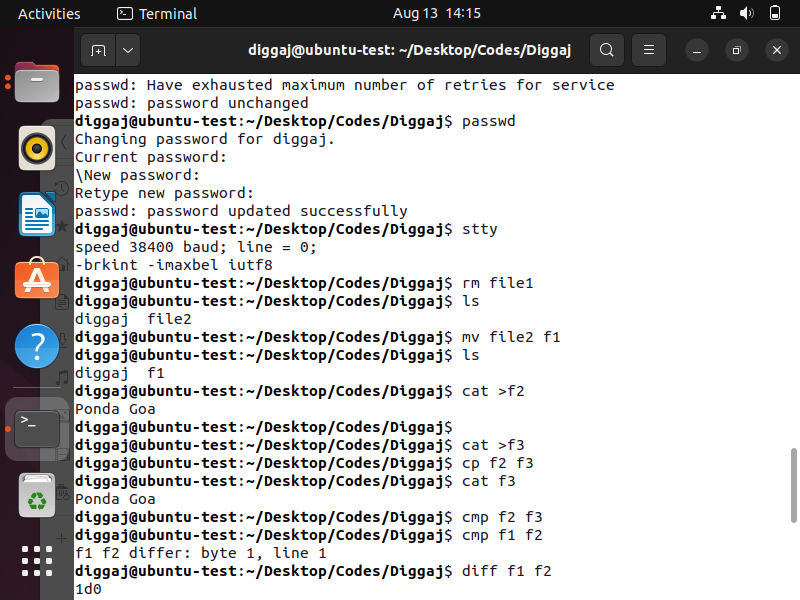 Activities Terminal Aug 13 14:15
diggaj@ubuntu-test: ~/Desktop/Codes/Diggaj
passwd: Have exhausted maximum number of retries for service
passwd: password unchanged
diggaj@ubuntu-test:~/Desktop/Codes/Diggaj$ passwd
Changing password for diggaj.
Current password:
\New password:
Retype new password:
passwd: password updated successfully
diggaj@ubuntu-test:~/Desktop/Codes/Diggaj$ stty
speed 38400 baud; line = 0;
-brkint -imaxbel iutf8
diggaj@ubuntu-test:~/Desktop/Codes/Diggaj$ rm file1
diggaj@ubuntu-test:~/Desktop/Codes/Diggaj$ ls
diggaj  file2
diggaj@ubuntu-test:~/Desktop/Codes/Diggaj$ mv file2 f1
diggaj@ubuntu-test:~/Desktop/Codes/Diggaj$ ls
diggaj  f1
diggaj@ubuntu-test:~/Desktop/Codes/Diggaj$ cat >f2
Ponda Goa
diggaj@ubuntu-test:~/Desktop/Codes/Diggaj$
diggaj@ubuntu-test:~/Desktop/Codes/Diggaj$ cat >f3
diggaj@ubuntu-test:~/Desktop/Codes/Diggaj$ cp f2 f3
diggaj@ubuntu-test:~/Desktop/Codes/Diggaj$ cat f3
Ponda Goa
diggaj@ubuntu-test:~/Desktop/Codes/Diggaj$ cmp f2 f3
diggaj@ubuntu-test:~/Desktop/Codes/Diggaj$ cmp f1 f2
f1 f2 differ: byte 1, line 1
diggaj@ubuntu-test:~/Desktop/Codes/Diggaj$ diff f1 f2
1d0